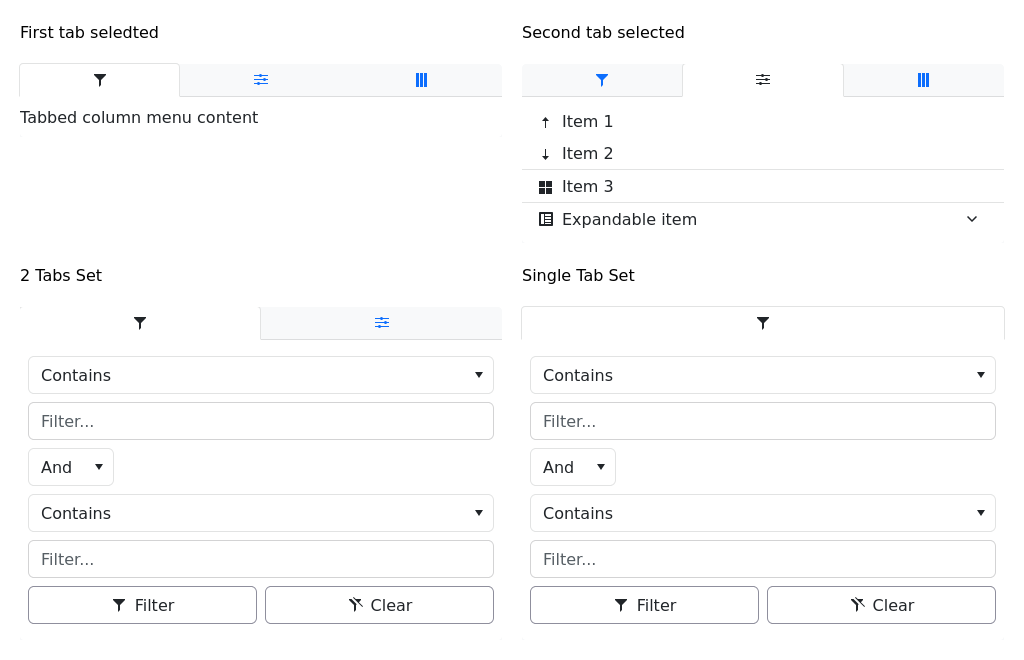 First tab seledted
Tabbed column menu content
Second tab selected
Item 1
Item 2
Item 3
Expandable item
2 Tabs Set
Contains
Filter...
And
Contains
Filter...
Filter Clear
Single Tab Set
Contains
Filter...
And
Contains
Filter...
Filter Clear